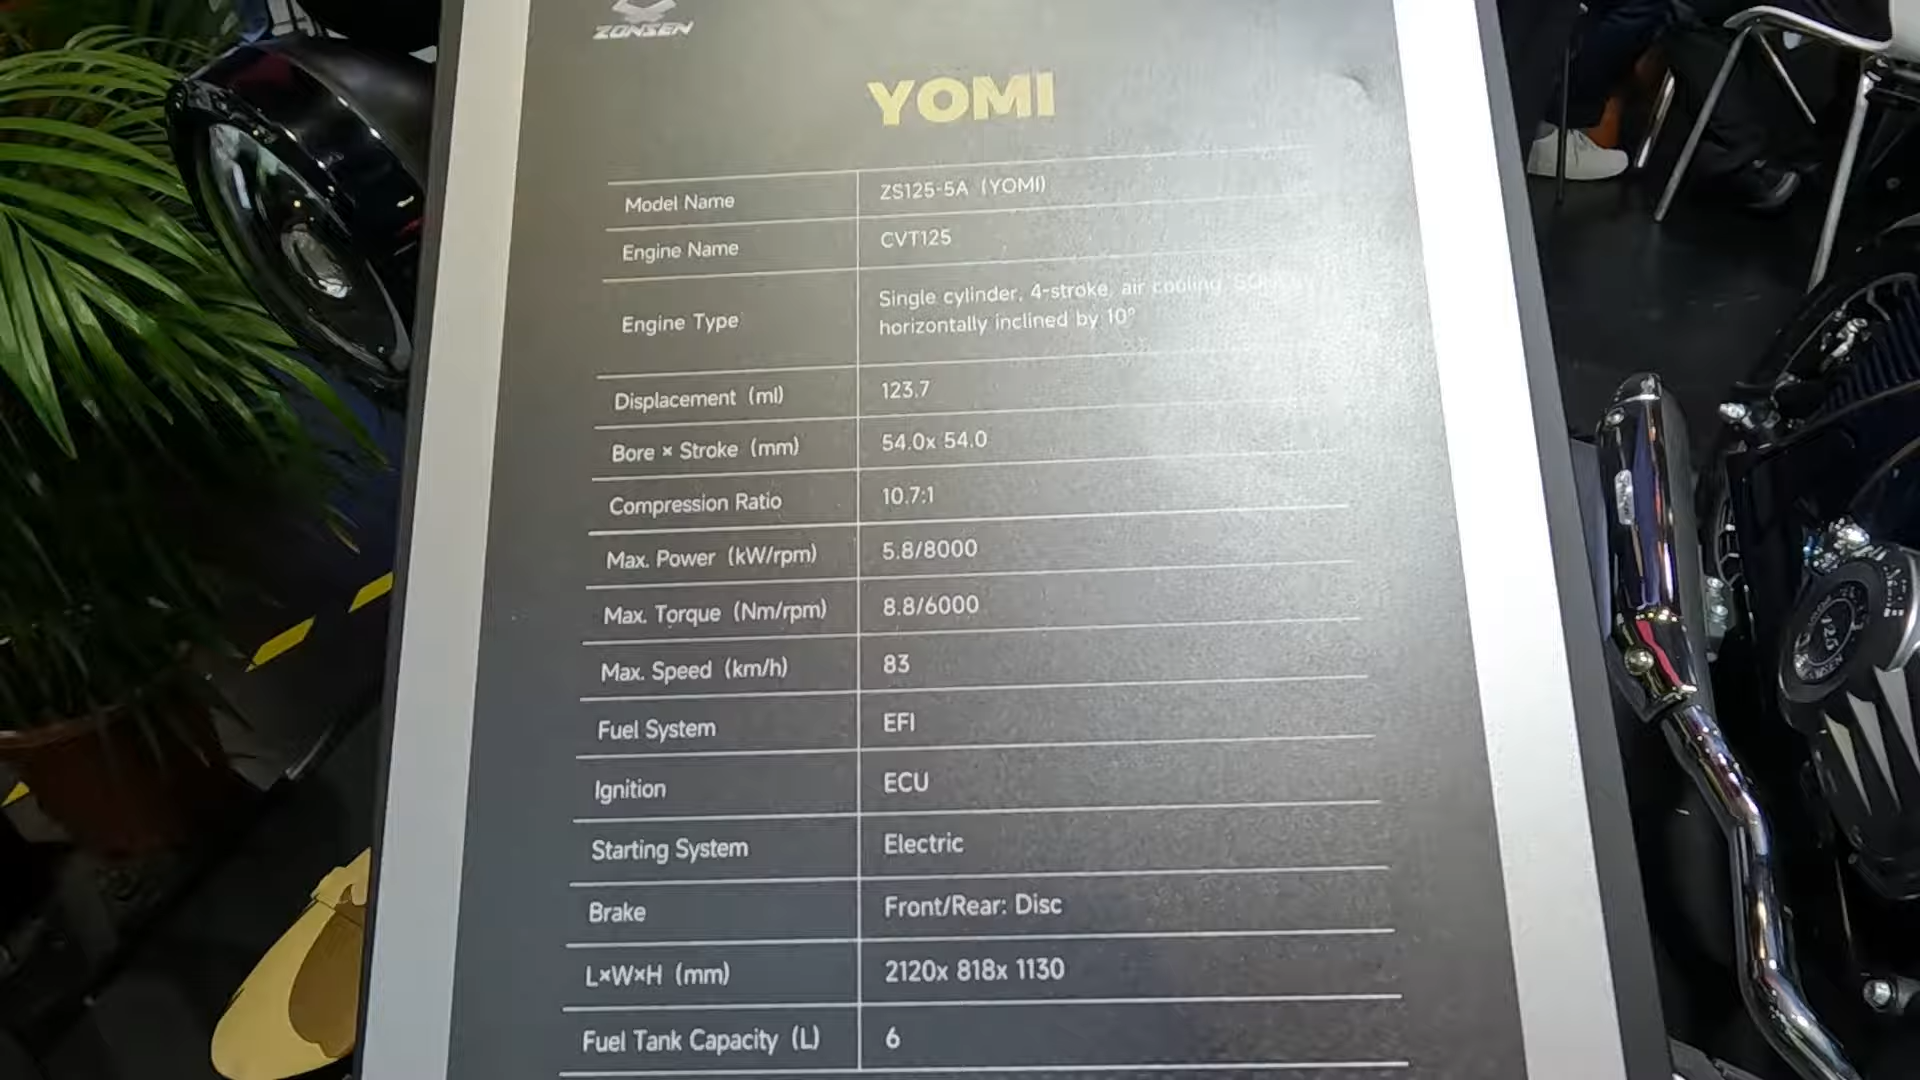 ZONSEN
YOMI
Model Name ZS125-5A (YOMI)
Engine Name CVT125
Engine Type Single cylinder, 4-stroke, air cooling
horizontally inclined by 10°
Displacement (ml) 123.7
Bore × Stroke (mm) 54.0x 54.0
Compression Ratio 10.7:1
Max. Power (kW/rpm) 5.8/8000
Max. Torque (Nm/rpm) 8.8/6000
Max. Speed (km/h) 83
Fuel System EFI
Ignition ECU
Starting System Electric
Brake Front/Rear: Disc
L×W×H (mm) 2120x 818x 1130
Fuel Tank Capacity (L) 6
125